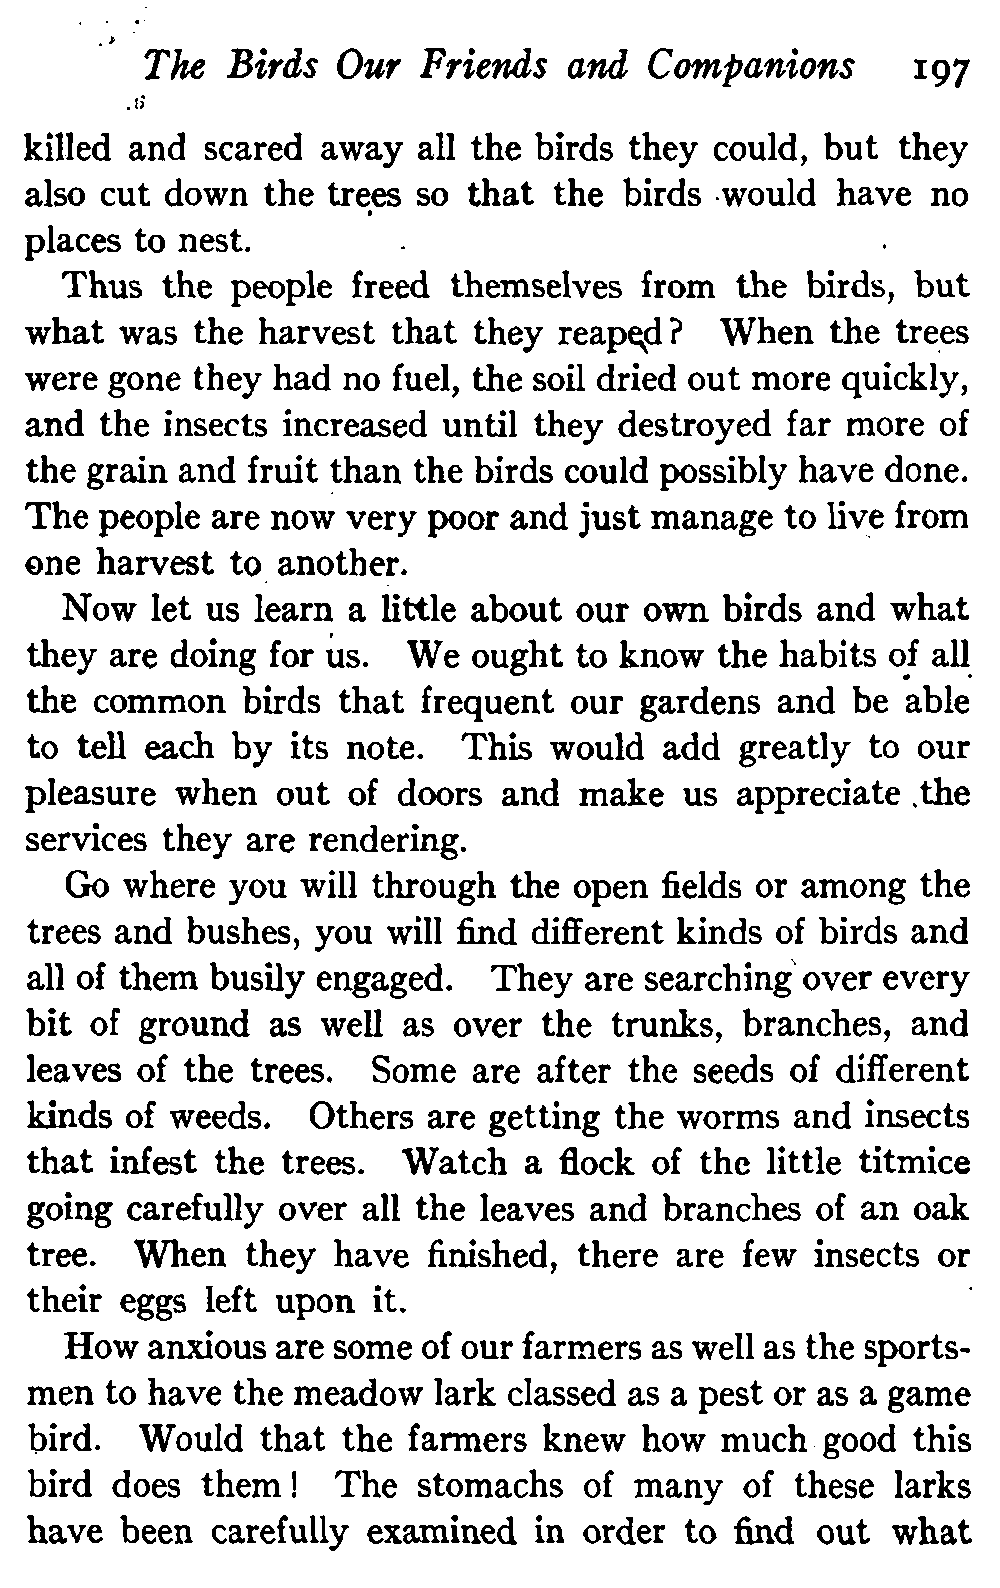 The Birds Our Friends and Companions 197
killed and scared away all the birds they could, but they
also cut down the trees so that the birds would have no
places to nest.
Thus the people freed themselves from the birds, but
what was the harvest that they reaped? When the trees
were gone they had no fuel, the soil dried out more quickly,
and the insects increased until they destroyed far more of
the grain and fruit than the birds could possibly have done.
The people are now very poor and just manage to live from
one harvest to another.
Now let us learn a little about our own birds and what
they are doing for us. We ought to know the habits of all
the common birds that frequent our gardens and be able
to tell each by its note. This would add greatly to our
pleasure when out of doors and make us appreciate the
services they are rendering.
Go where you will through the open fields or among the
trees and bushes, you will find different kinds of birds and
all of them busily engaged. They are searching over every
bit of ground as well as over the trunks, branches, and
leaves of the trees. Some are after the seeds of different
kinds of weeds. Others are getting the worms and insects
that infest the trees. Watch a flock of the little titmice
going carefully over all the leaves and branches of an oak
tree. When they have finished, there are few insects or
their eggs left upon it.
How anxious are some of our farmers as well as the sports-
men to have the meadow lark classed as a pest or as a game
bird. Would that the farmers knew how much good this
bird does them! The stomachs of many of these larks
have been carefully examined in order to find out what